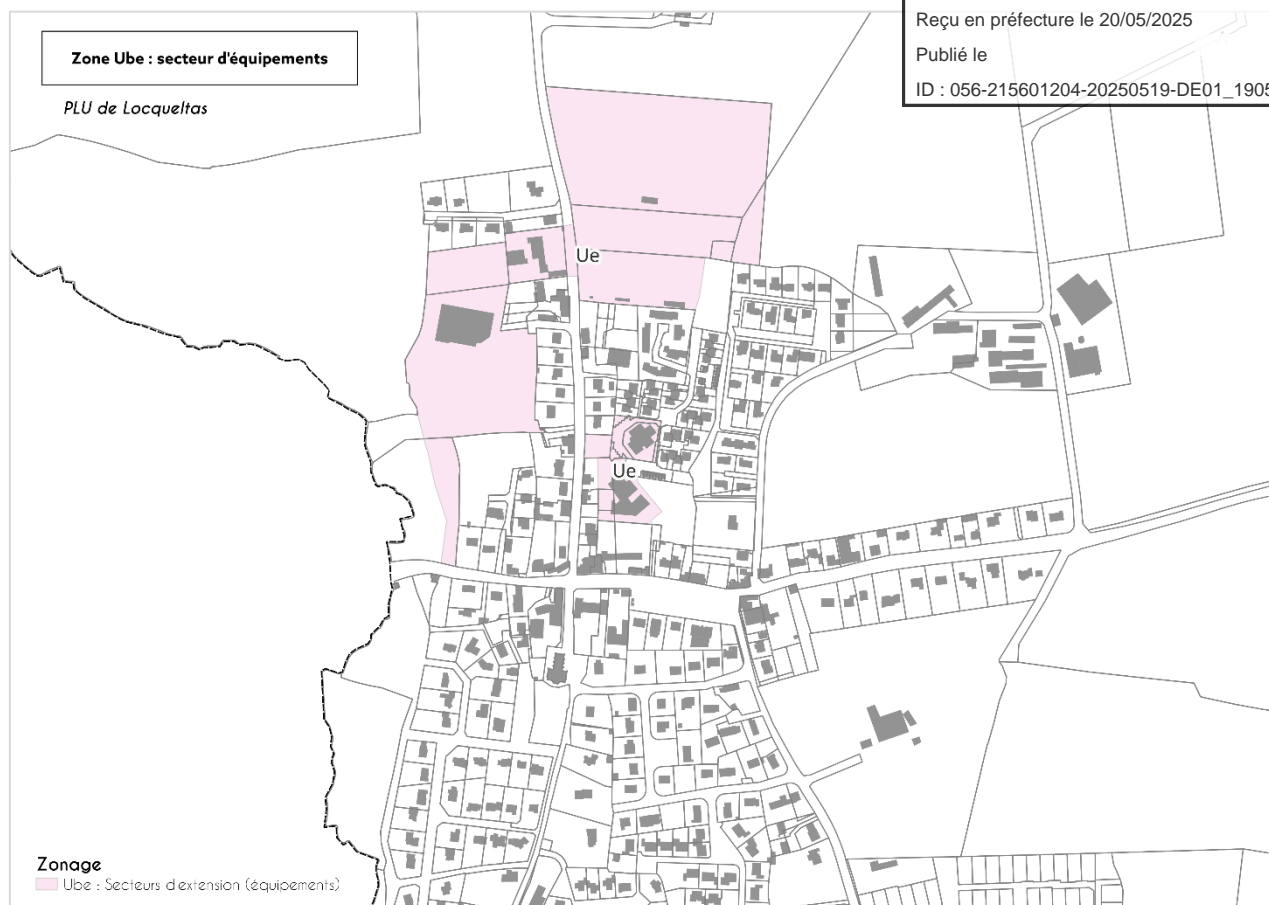 Reçu en préfecture le 20/05/2025
Publié le
ID : 056-215601204-20250519-DE01_1905
Zone Ube : secteur d'équipements
PLU de Locqueltas
Ue
Ue
Zonage
Ube : Secteurs d'extension (équipements)